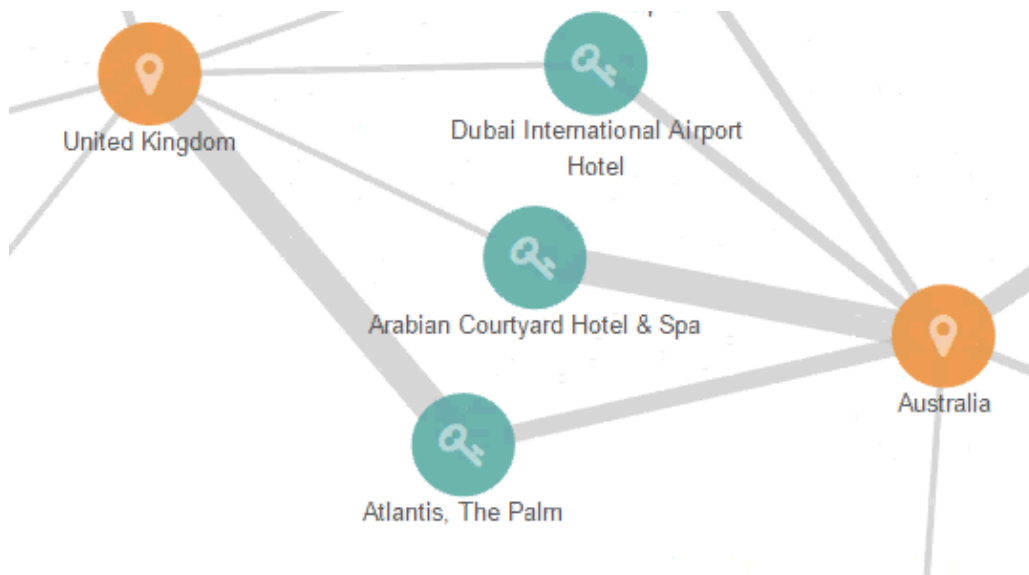 United Kingdom
Dubai International Airport
Hotel
Arabian Courtyard Hotel & Spa
Australia
Atlantis, The Palm